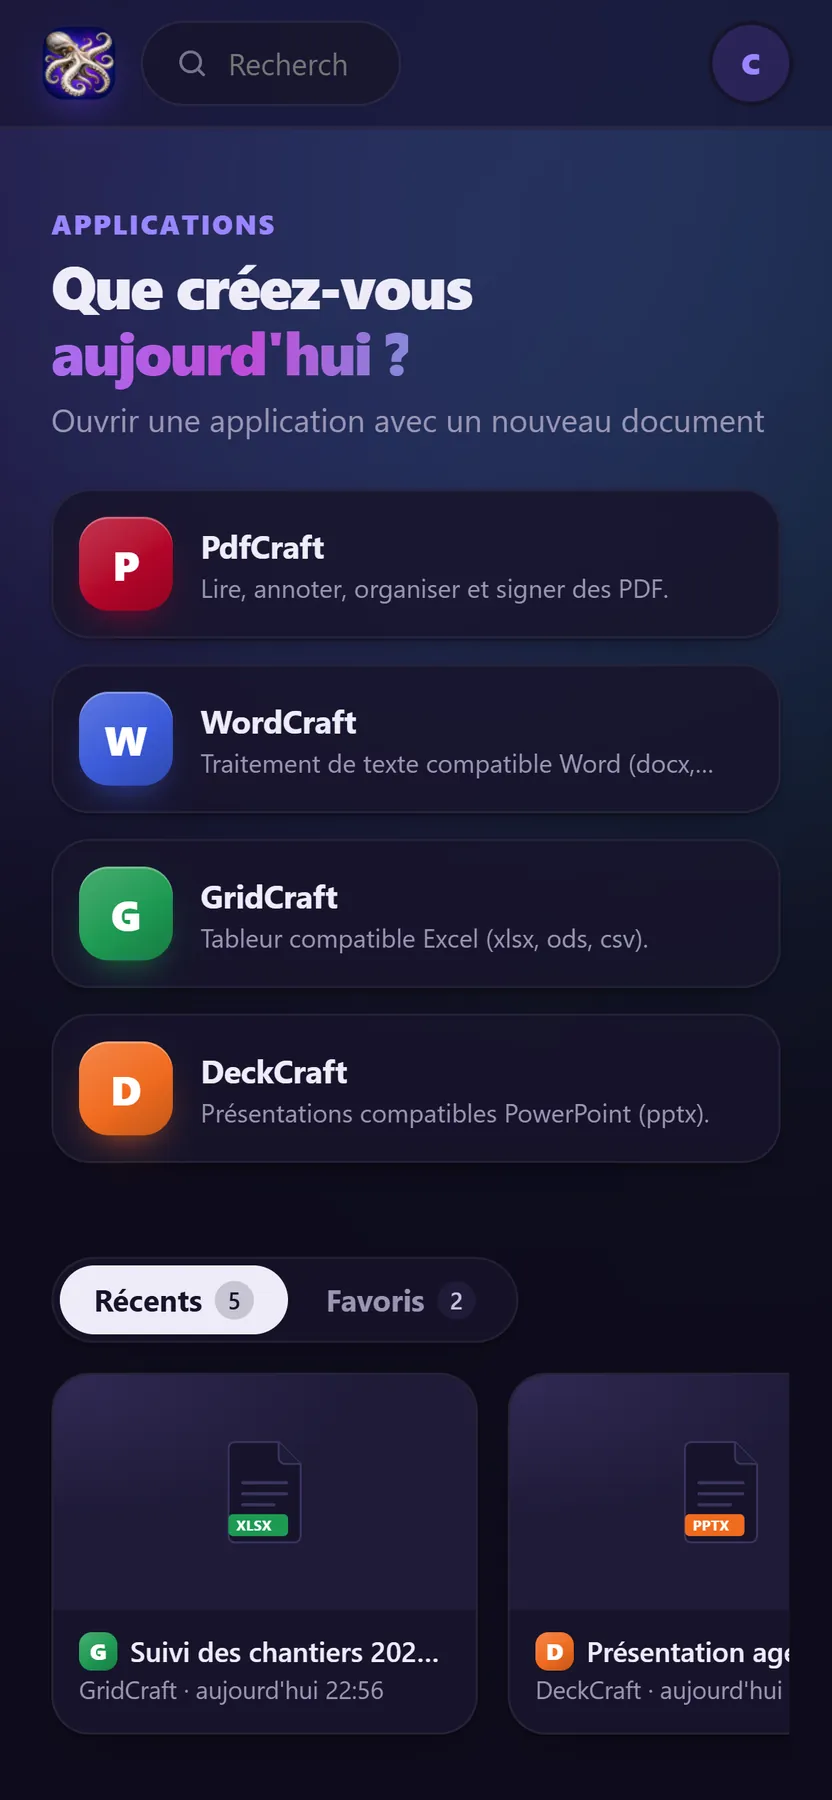 Recherch
C
APPLICATIONS
Que créez-vous
aujourd'hui ?
Ouvrir une application avec un nouveau document
P
PdfCraft
Lire, annoter, organiser et signer des PDF.
W
WordCraft
Traitement de texte compatible Word (docx,...
G
GridCraft
Tableur compatible Excel (xlsx, ods, csv).
D
DeckCraft
Présentations compatibles PowerPoint (pptx).
Récents 5
Favoris 2
XLSX
G Suivi des chantiers 202...
GridCraft · aujourd'hui 22:56
PPTX
D Présentation age
DeckCraft · aujourd'hui